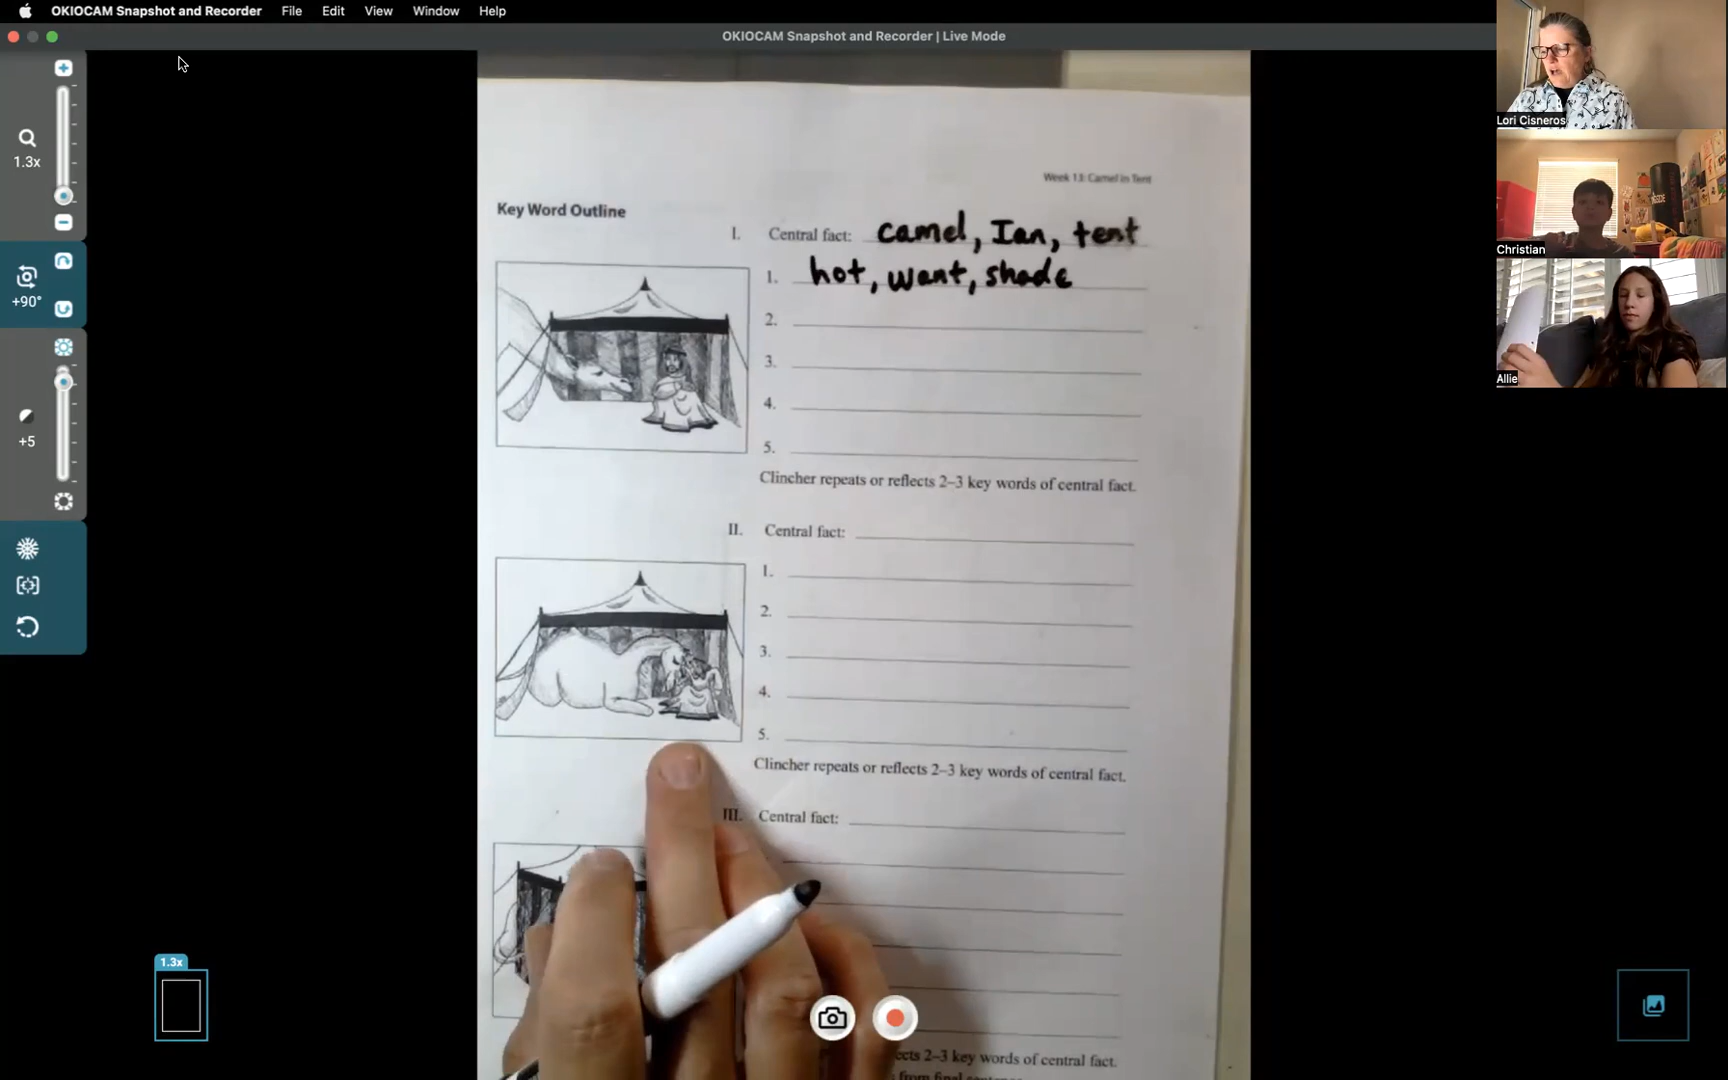 OKIOCAM Snapshot and Recorder File Edit View Window Help
OKIOCAM Snapshot and Recorder | Live Mode
1.3x
+90°
+5
1.3x
Week 13: Camel in Tent
Key Word Outline
I. Central fact: camel, Ian, tent
1. hot, want, shade
2.
3.
4.
5.
Clincher repeats or reflects 2–3 key words of central fact.
II. Central fact:
1.
2.
3.
4.
5.
Clincher repeats or reflects 2–3 key words of central fact.
III. Central fact:
ects 2–3 key words of central fact.
from final
Lori Cisneros
Christian
Allie